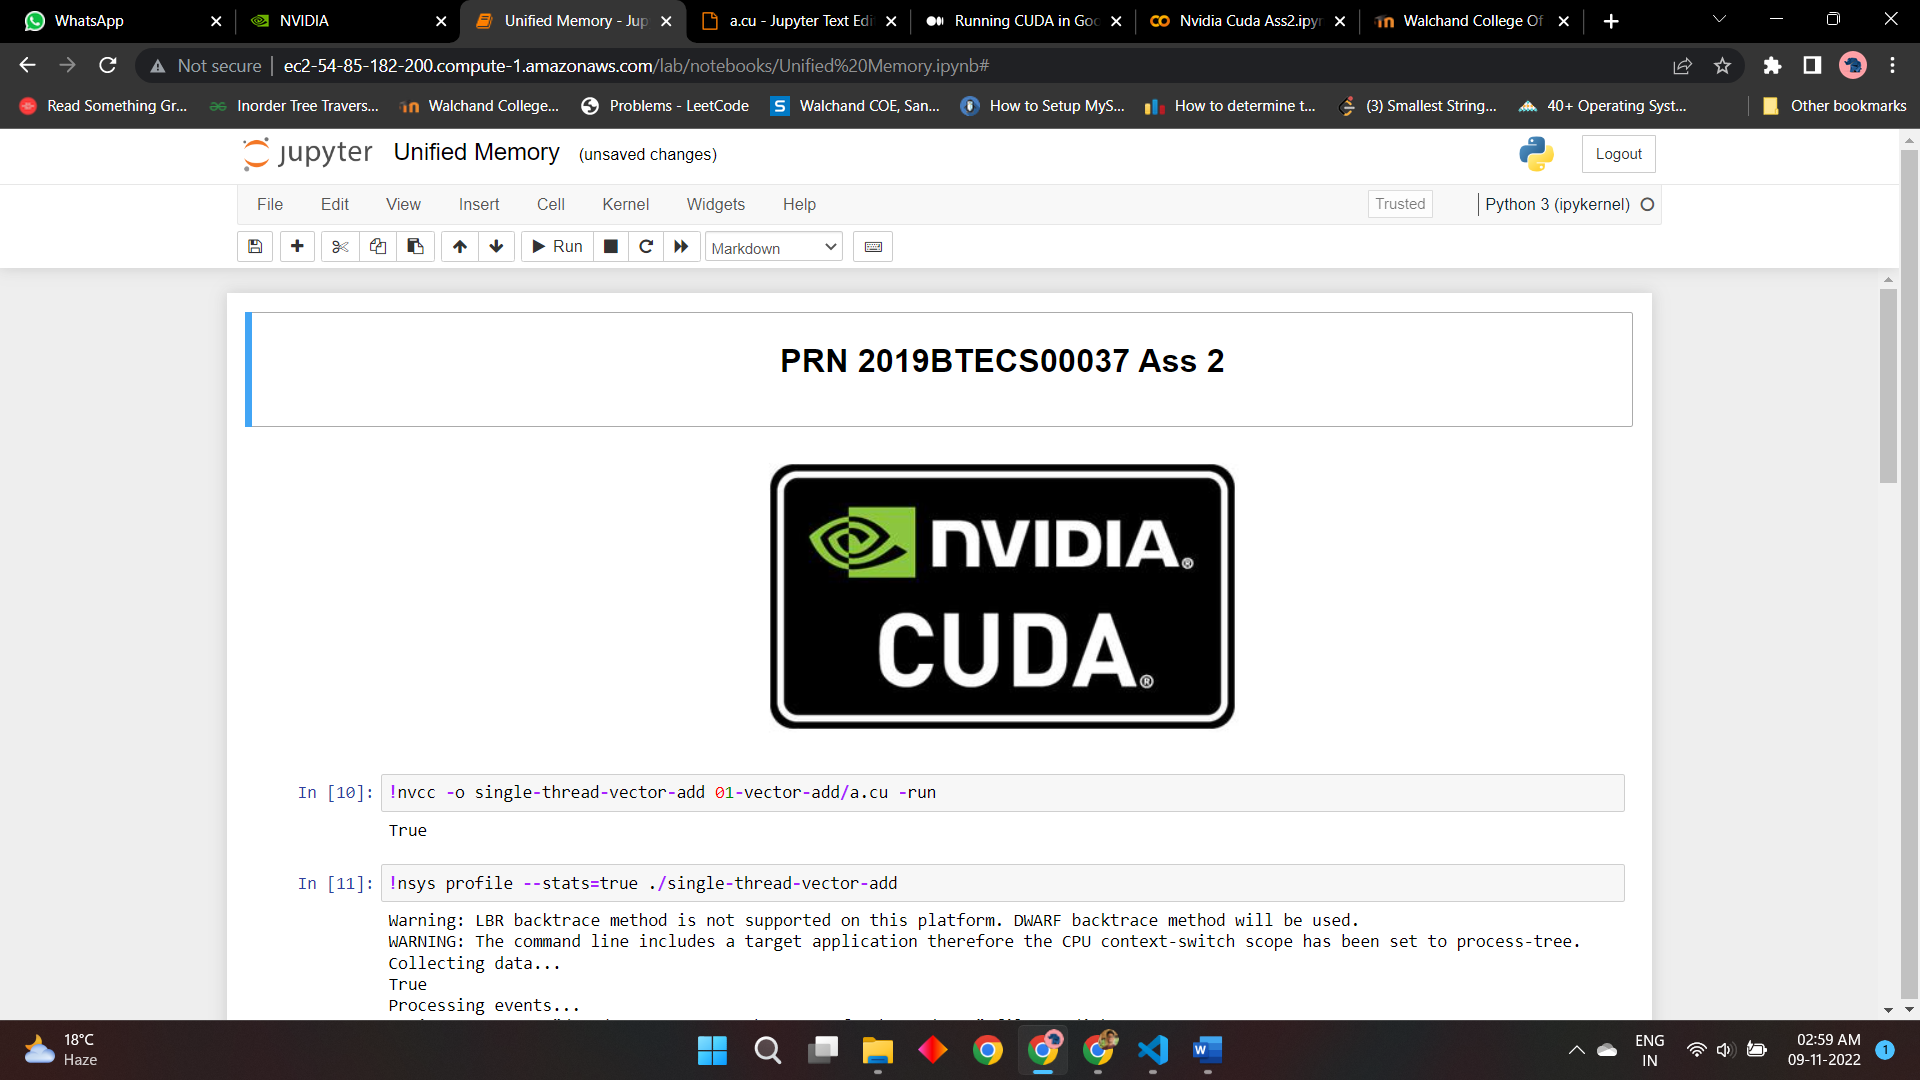 WhatsApp
NVIDIA
Unified Memory - Jup
a.cu - Jupyter Text Edi
Running CUDA in Goo
Nvidia Cuda Ass2.ipyn
Walchand College Of
Not secure
ec2-54-85-182-200.compute-1.amazonaws.com/lab/notebooks/Unified%20Memory.ipynb#
Read Something Gr...
Inorder Tree Travers...
Walchand College...
Problems - LeetCode
Walchand COE, San...
How to Setup MyS...
How to determine t...
(3) Smallest String...
40+ Operating Syst...
Other bookmarks
jupyter
Unified Memory
(unsaved changes)
Logout
File
Edit
View
Insert
Cell
Kernel
Widgets
Help
Trusted
Python 3 (ipykernel)
Run
Markdown
PRN 2019BTECS00037 Ass 2
NVIDIA®
CUDA®
In [10]: !nvcc -o single-thread-vector-add 01-vector-add/a.cu -run
True
In [11]: !nsys profile --stats=true ./single-thread-vector-add
Warning: LBR backtrace method is not supported on this platform. DWARF backtrace method will be used.
WARNING: The command line includes a target application therefore the CPU context-switch scope has been set to process-tree.
Collecting data...
True
Processing events...
18°C
Haze
ENG
IN
02:59 AM
09-11-2022
1